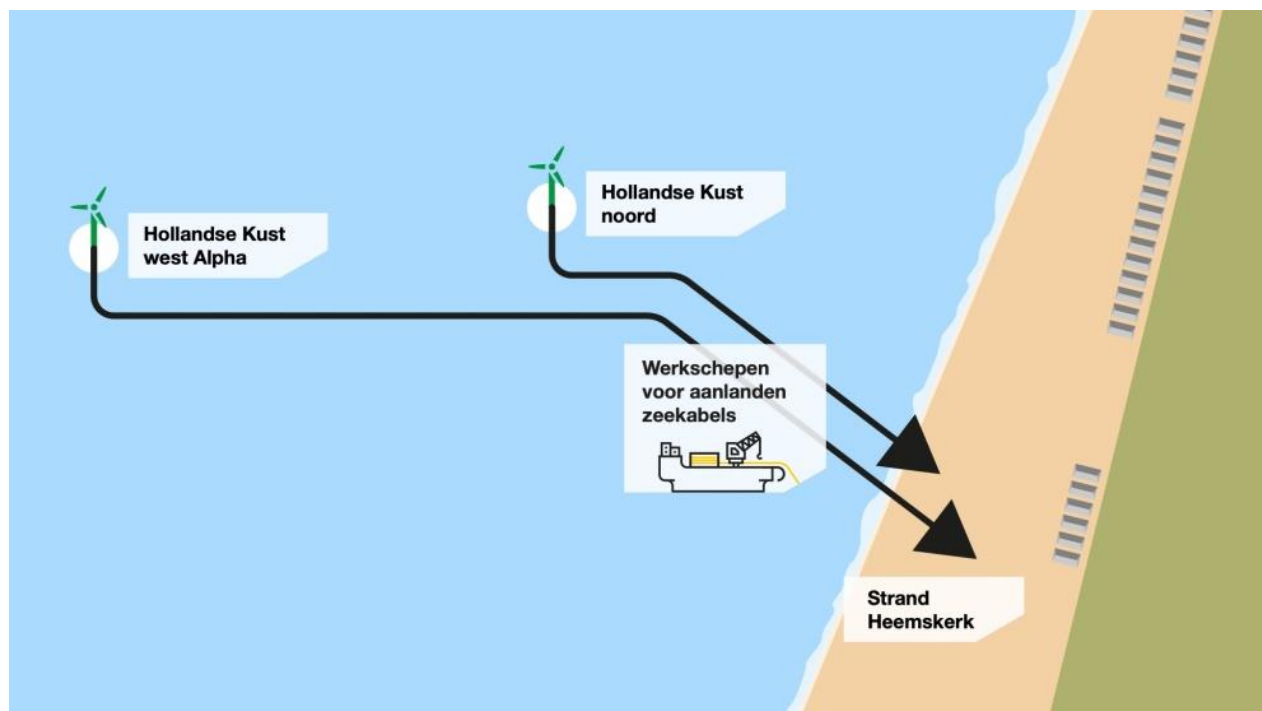 Hollandse Kust
noord
Hollandse Kust
west Alpha
Werkschepen
voor aanlanden
zeekabels
Strand
Heemskerk